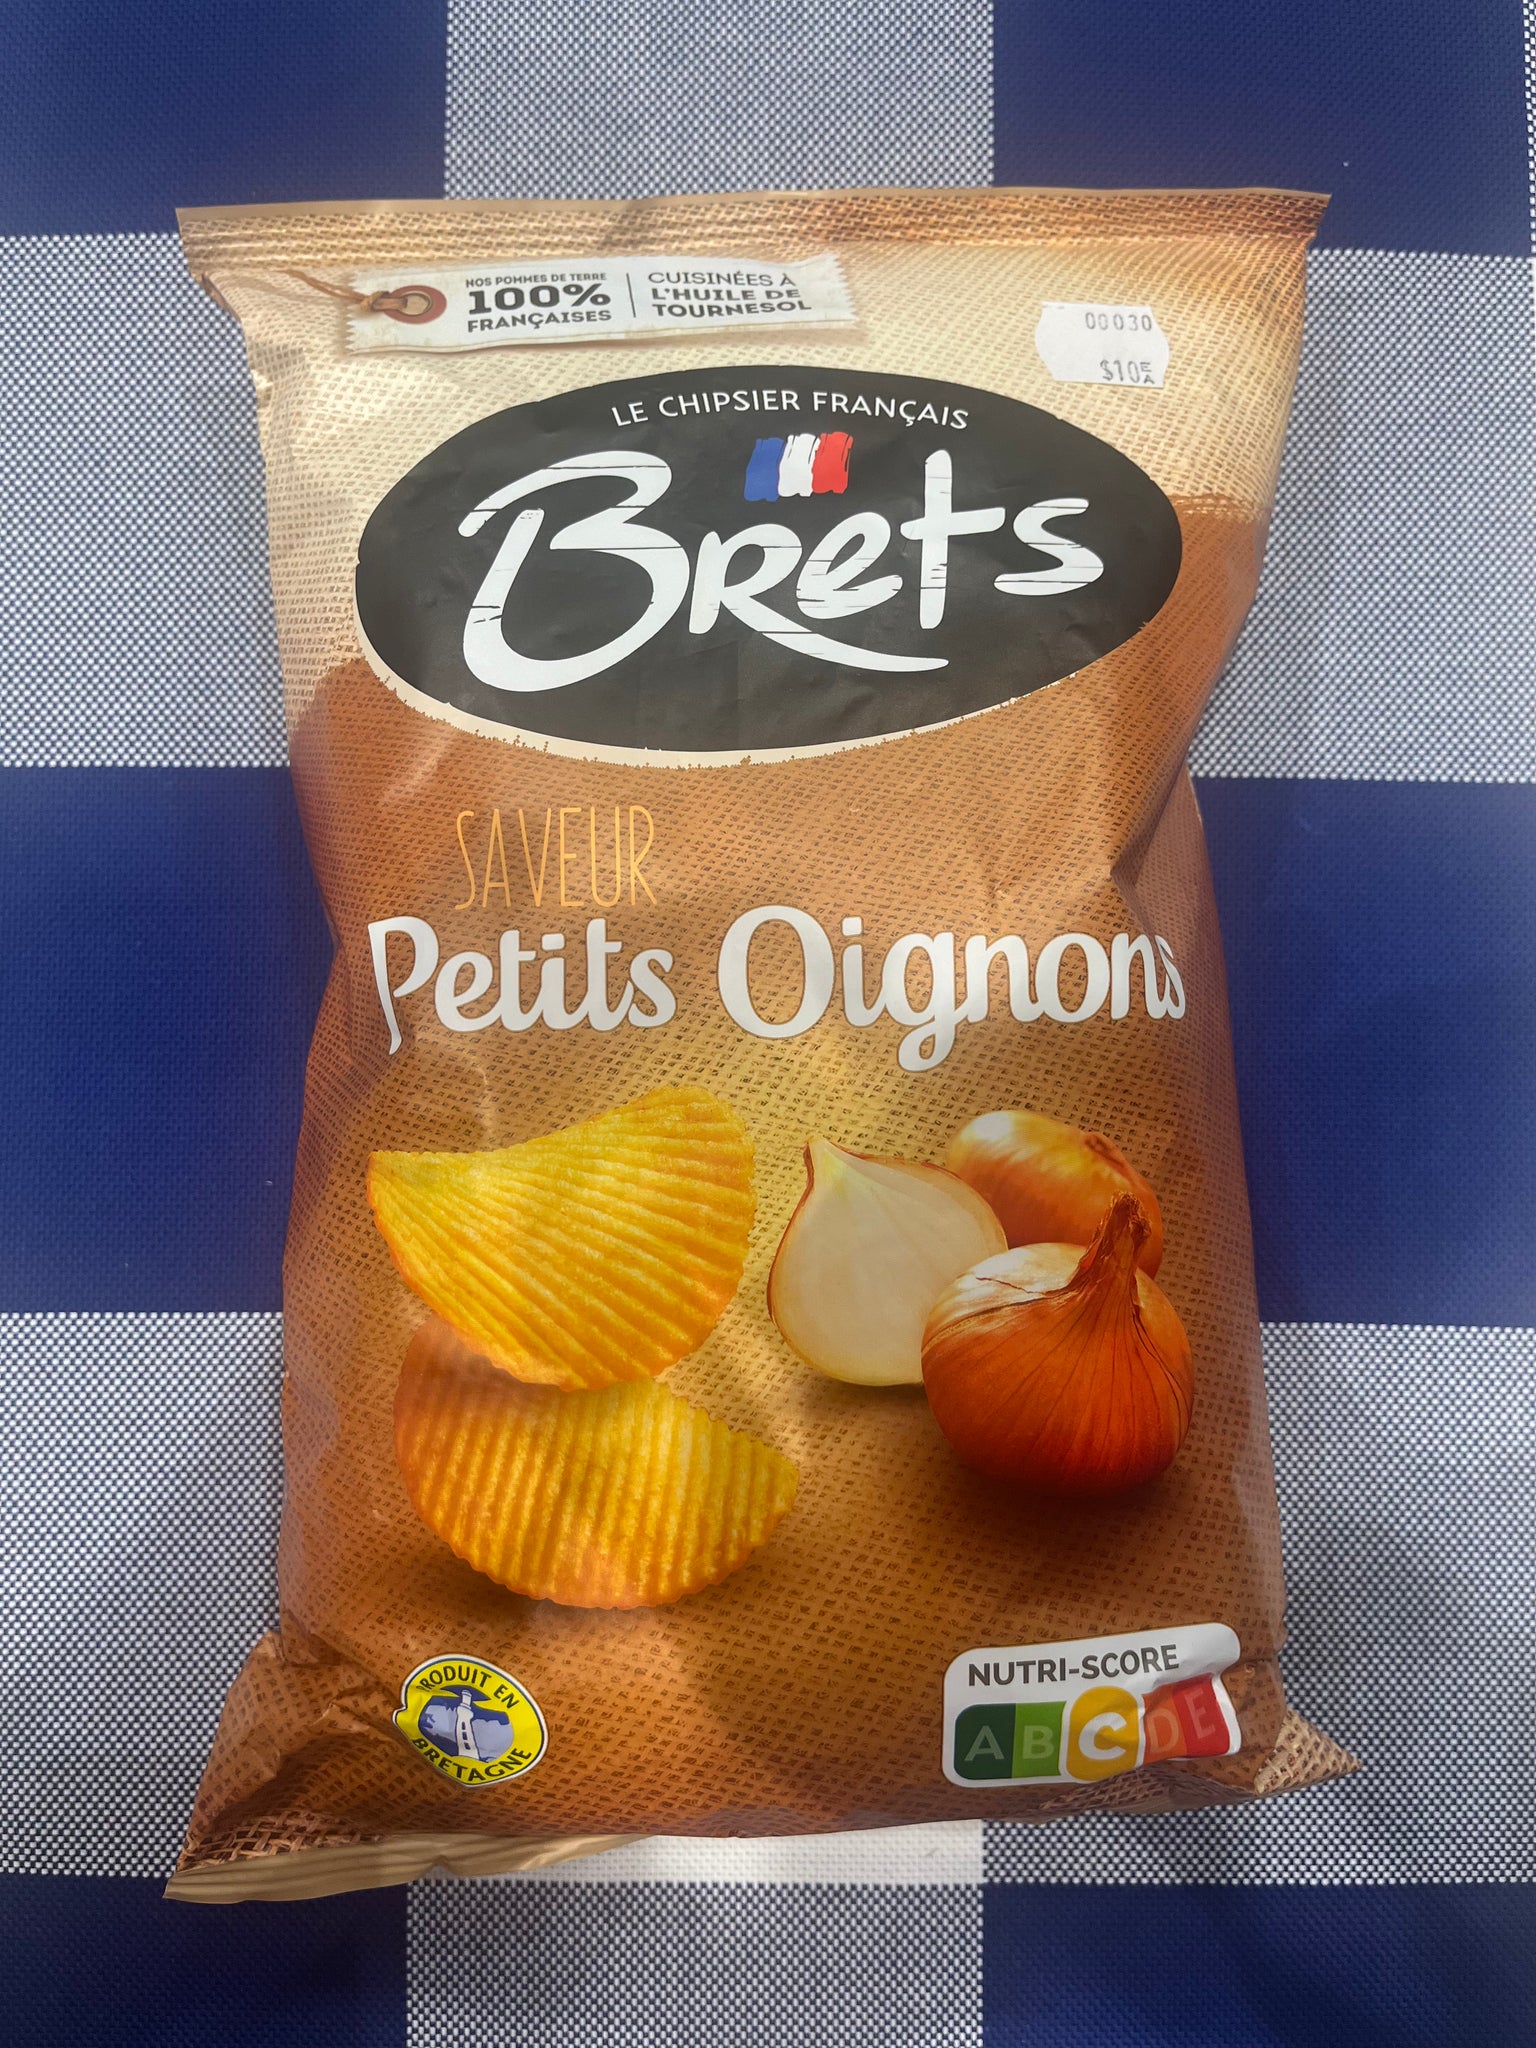 NOS POMMES DE TERRE
100%
FRANÇAISES
CUISINÉES À
L'HUILE DE
TOURNESOL
00030
$10 EA
LE CHIPSIER FRANÇAIS
Brets
SAVEUR
Petits Oignons
PRODUIT EN
BRETAGNE
NUTRI-SCORE
A B C D E